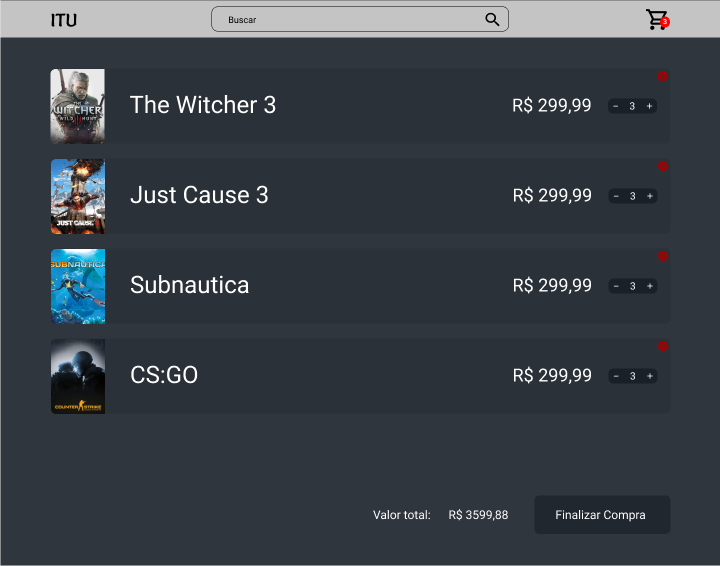 ITU
Buscar
3
THE
WITCHER
WILD HUNT
The Witcher 3
R$ 299,99
− 3 +
JUST CAUSE
Just Cause 3
R$ 299,99
− 3 +
SUBNAUTICA
Subnautica
R$ 299,99
− 3 +
COUNTER STRIKE
CS:GO
R$ 299,99
− 3 +
Valor total: R$ 3599,88
Finalizar Compra